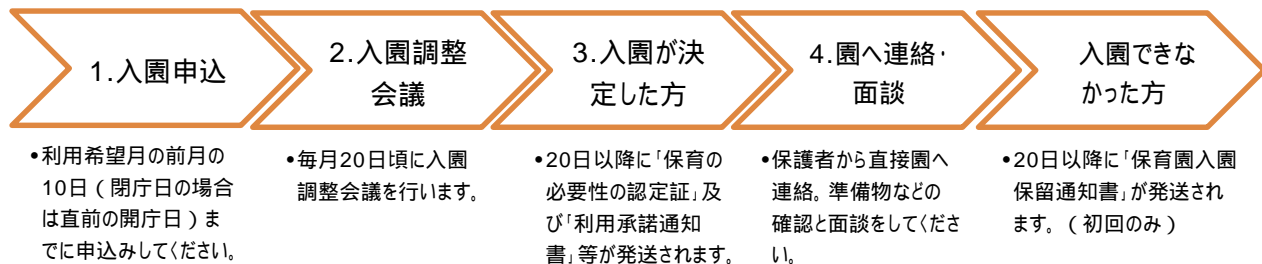 1.入園申込
•利用希望月の前月の
10日(閉庁日の場合
は直前の開庁日)ま
でに申込みしてください。
2.入園調整
会議
•毎月20日頃に入園
調整会議を行います。
3.入園が決
定した方
•20日以降に「保育の
必要性の認定証」及
び「利用承諾通知
書」等が発送されます。
4.園へ連絡・
面談
•保護者から直接園へ
連絡。準備物などの
確認と面談をしてくださ
い。
入園できな
かった方
•20日以降に「保育園入園
保留通知書」が発送され
ます。(初回のみ)